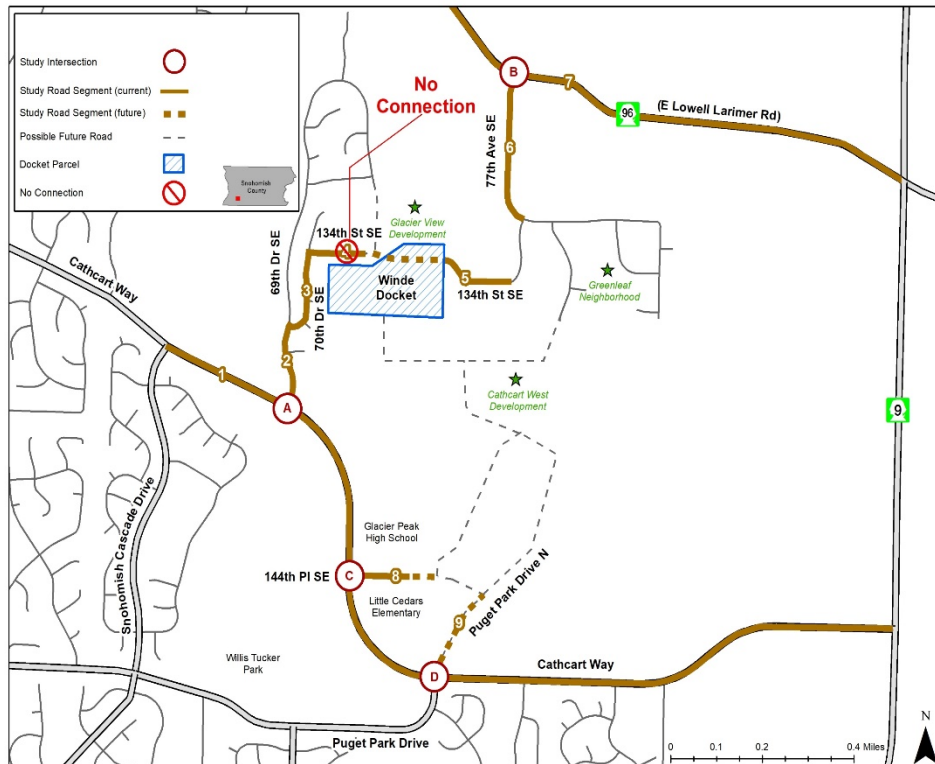 Study Intersection
Study Road Segment (current)
Study Road Segment (future)
Possible Future Road
Docket Parcel
No Connection
Snohomish
County
No
Connection
B
7
96
(E Lowell Larimer Rd)
77th Ave SE
6
Glacier View
Development
134th St SE
69th Dr SE
3
70th Dr SE
Winde
Docket
5
134th St SE
Greenleaf
Neighborhood
Cathcart Way
1
2
A
Cathcart West
Development
9
Snohomish Cascade Drive
Glacier Peak
High School
144th Pl SE
C
8
Little Cedars
Elementary
9
Puget Park Drive N
Willis Tucker
Park
D
Cathcart Way
Puget Park Drive
N
0 0.2 0.4 Miles